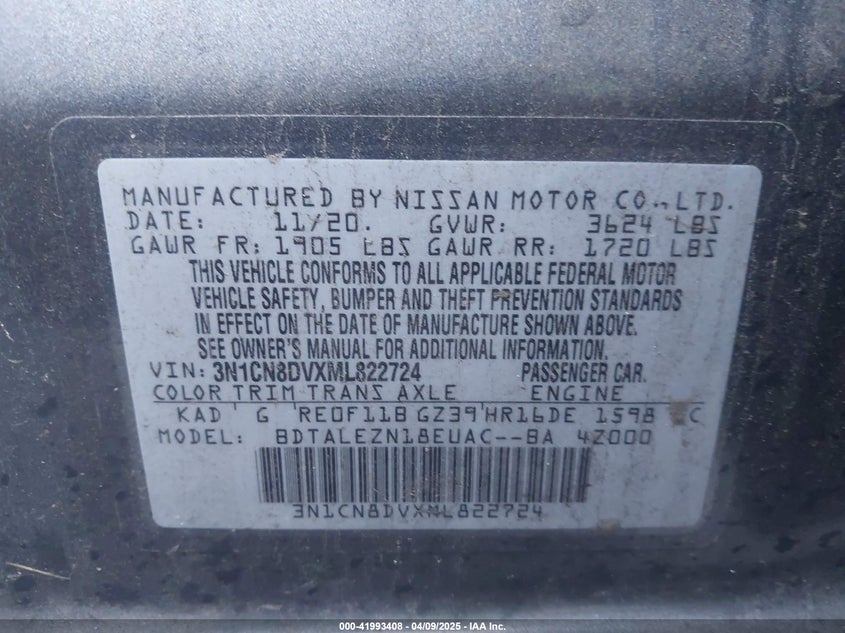 MANUFACTURED BY NISSAN MOTOR CO., LTD.
DATE: 11/20. GVWR: 3624 LBS
GAWR FR: 1905 LBS GAWR RR: 1720 LBS
THIS VEHICLE CONFORMS TO ALL APPLICABLE FEDERAL MOTOR
VEHICLE SAFETY, BUMPER AND THEFT PREVENTION STANDARDS
IN EFFECT ON THE DATE OF MANUFACTURE SHOWN ABOVE.
SEE OWNER'S MANUAL FOR ADDITIONAL INFORMATION.
VIN: 3N1CN8DVXML822724 PASSENGER CAR.
COLOR TRIM TRANS AXLE ENGINE
KAD G RE0F11B GZ39 HR16DE 1598 C
MODEL: BDTALEZN18EUAC--BA 4Z000
3N1CN8DVXML822724
000-41993408 - 04/09/2025 - IAA Inc.